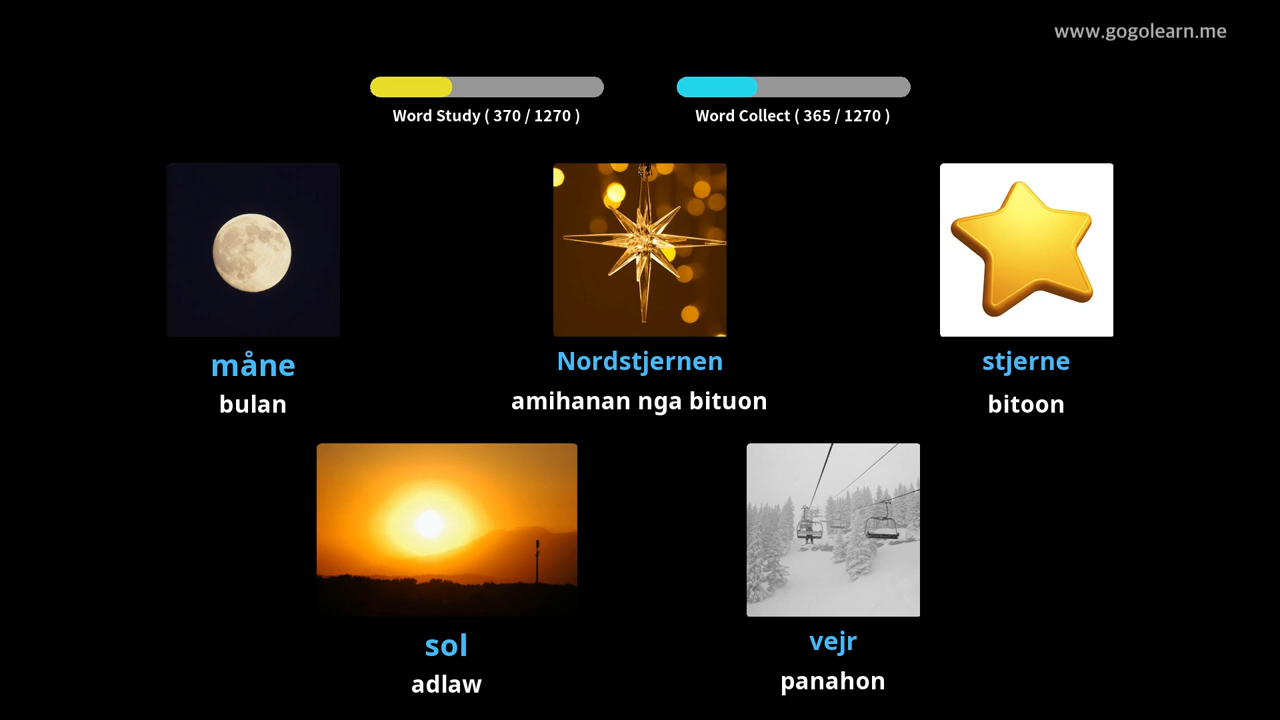 www.gogolearn.me
Word Study ( 370 / 1270 )
Word Collect ( 365 / 1270 )
måne
bulan
Nordstjernen
amihanan nga bituon
stjerne
bitoon
sol
adlaw
vejr
panahon